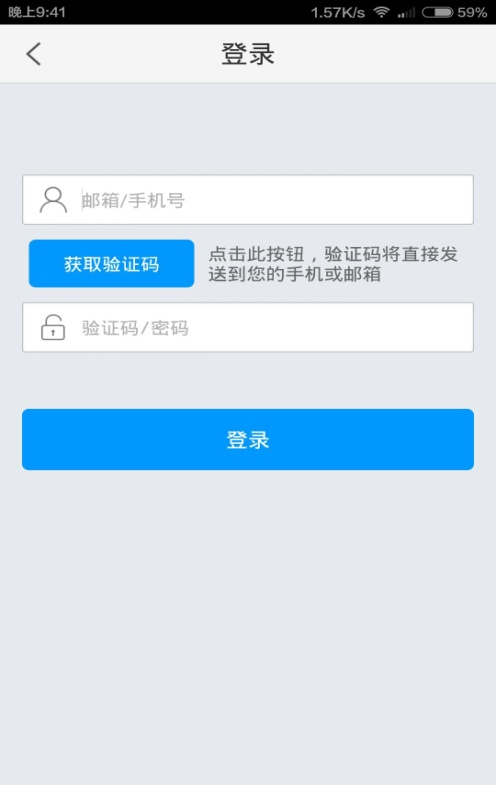 晚上9:41 1.57K/s 59%
登录
邮箱/手机号
获取验证码
点击此按钮，验证码将直接发
送到您的手机或邮箱
验证码/密码
登录